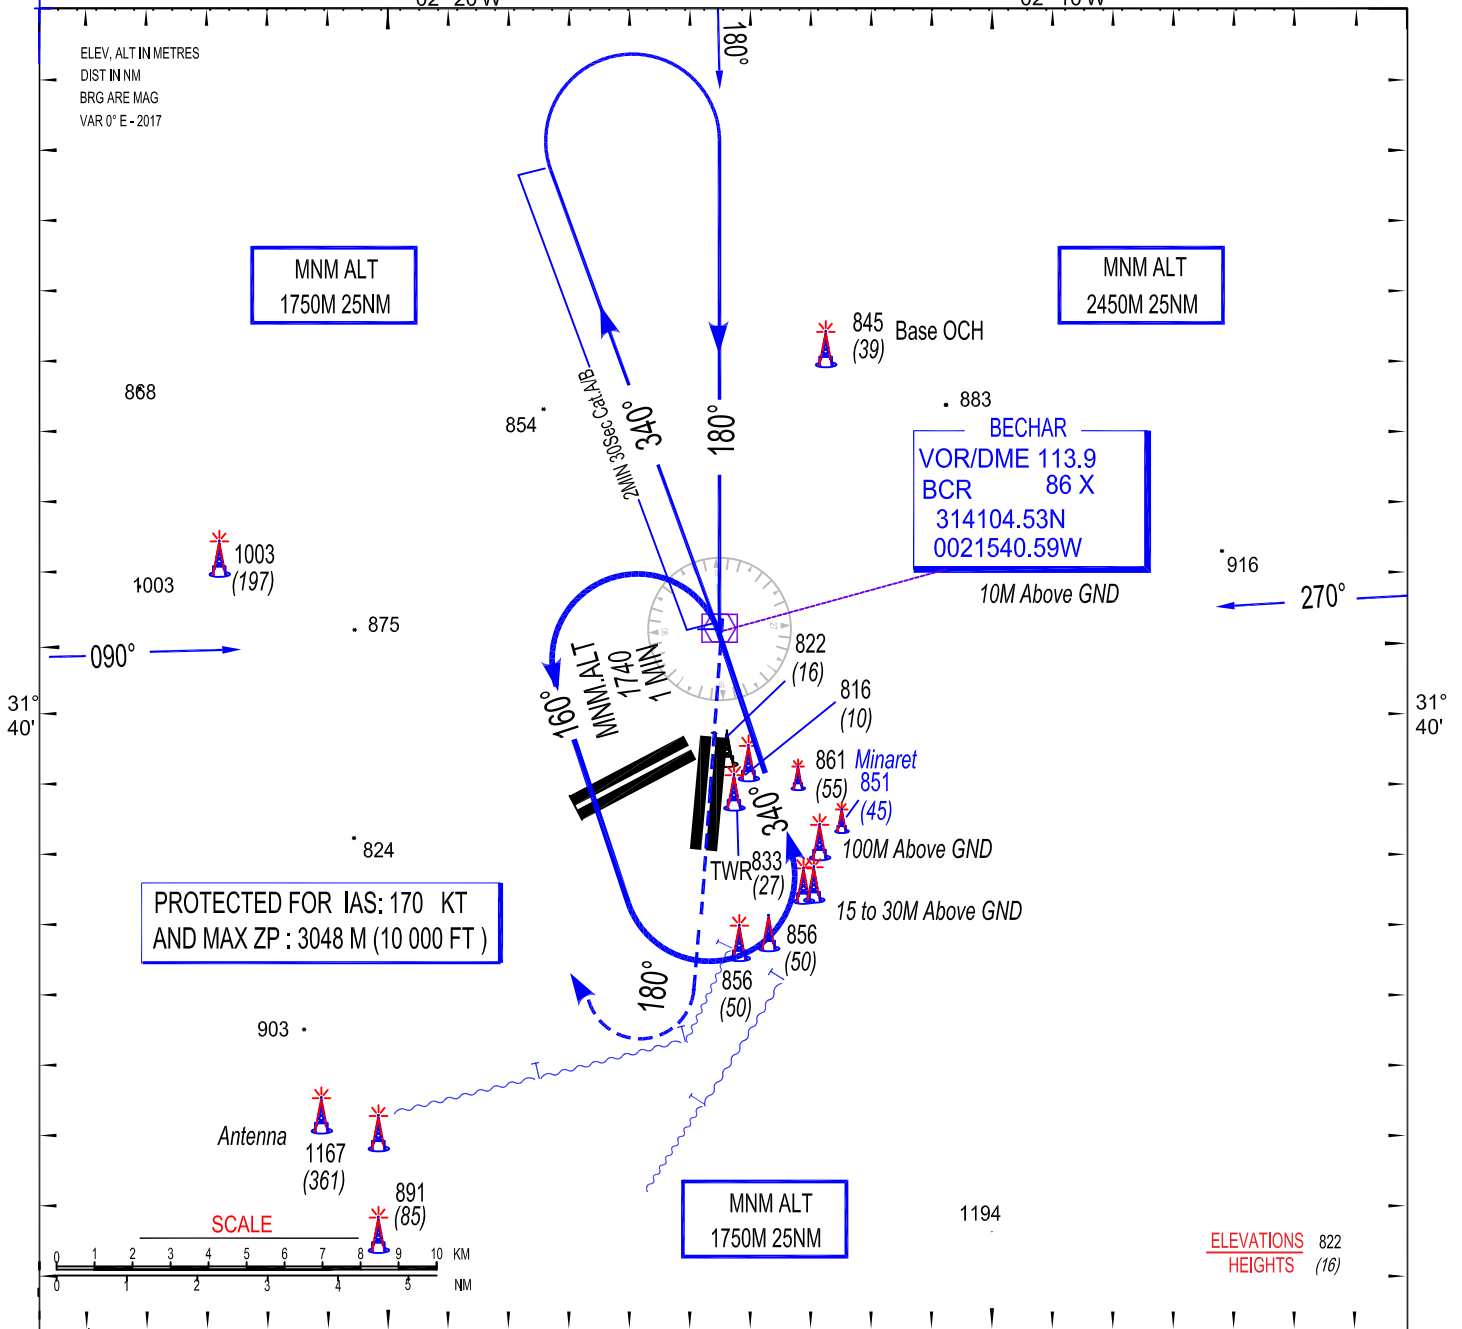 ELEV, ALT IN METRES
DIST IN NM
BRG ARE MAG
VAR 0° E - 2017
180°
MNM ALT
1750M 25NM
MNM ALT
2450M 25NM
845
(39)
Base OCH
868
854
2MIN 30Sec Cat.A/B
340°
180°
883
BECHAR
VOR/DME 113.9
BCR 86 X
314104.53N
0021540.59W
10M Above GND
916
270°
1003
(197)
1003
875
090°
MNM.ALT
1740
1 MIN
160°
822
(16)
816
(10)
31°
40'
31°
40'
861
(55)
Minaret
851
(45)
340°
100M Above GND
824
TWR
833
(27)
15 to 30M Above GND
PROTECTED FOR IAS: 170 KT
AND MAX ZP : 3048 M (10 000 FT )
856
(50)
856
(50)
180°
903
Antenna
1167
(361)
891
(85)
MNM ALT
1750M 25NM
1194
SCALE
0 1 2 3 4 5 6 7 8 9 10 KM
0 1 2 3 4 5 NM
ELEVATIONS 822
HEIGHTS (16)